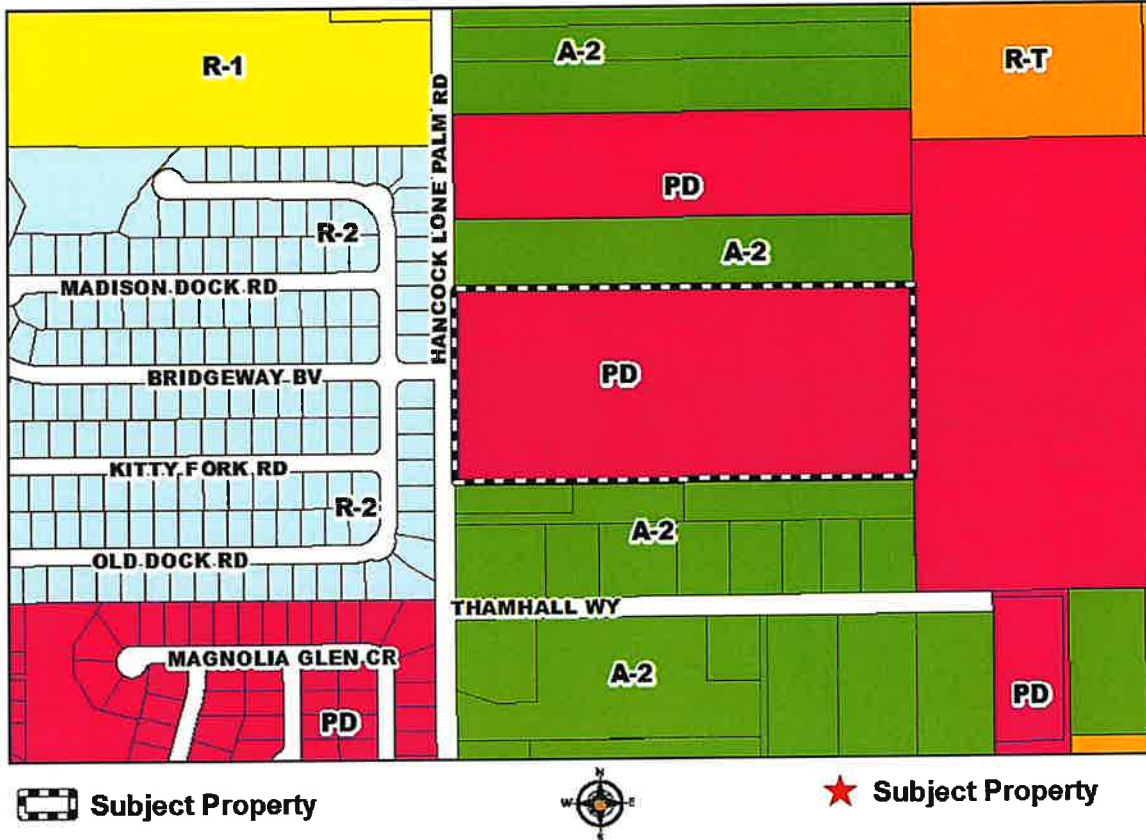 R-1
A-2
R-T
HANCOCK LONE PALM RD
PD
R-2
A-2
MADISON DOCK RD
BRIDGEWAY BV
PD
KITTY FORK RD
R-2
A-2
OLD DOCK RD
THAMHALL WY
MAGNOLIA GLEN CR
A-2
PD
PD
Subject Property
N
W E
S
Subject Property